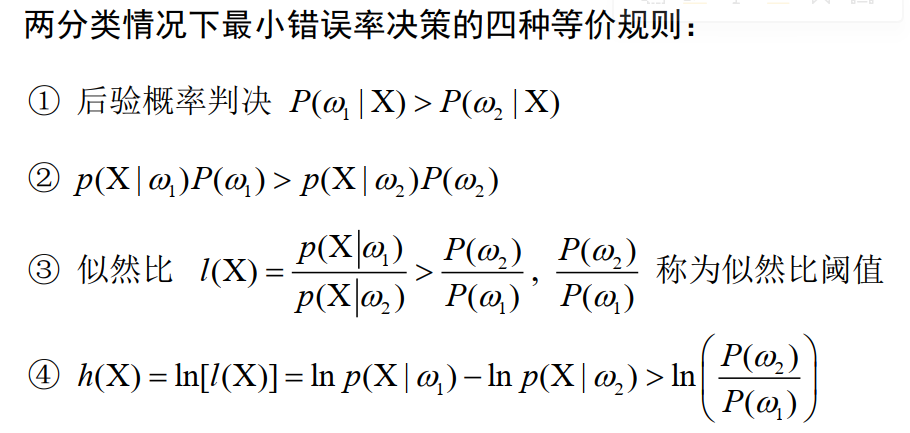 两分类情况下最小错误率决策的四种等价规则：
① 后验概率判决 P(ω₁ | X) > P(ω₂ | X)
② p(X | ω₁)P(ω₁) > p(X | ω₂)P(ω₂)
③ 似然比 l(X) = p(X|ω₁) / p(X|ω₂) > P(ω₂) / P(ω₁) , P(ω₂) / P(ω₁) 称为似然比阈值
④ h(X) = ln[l(X)] = ln p(X | ω₁) − ln p(X | ω₂) > ln( P(ω₂) / P(ω₁) )